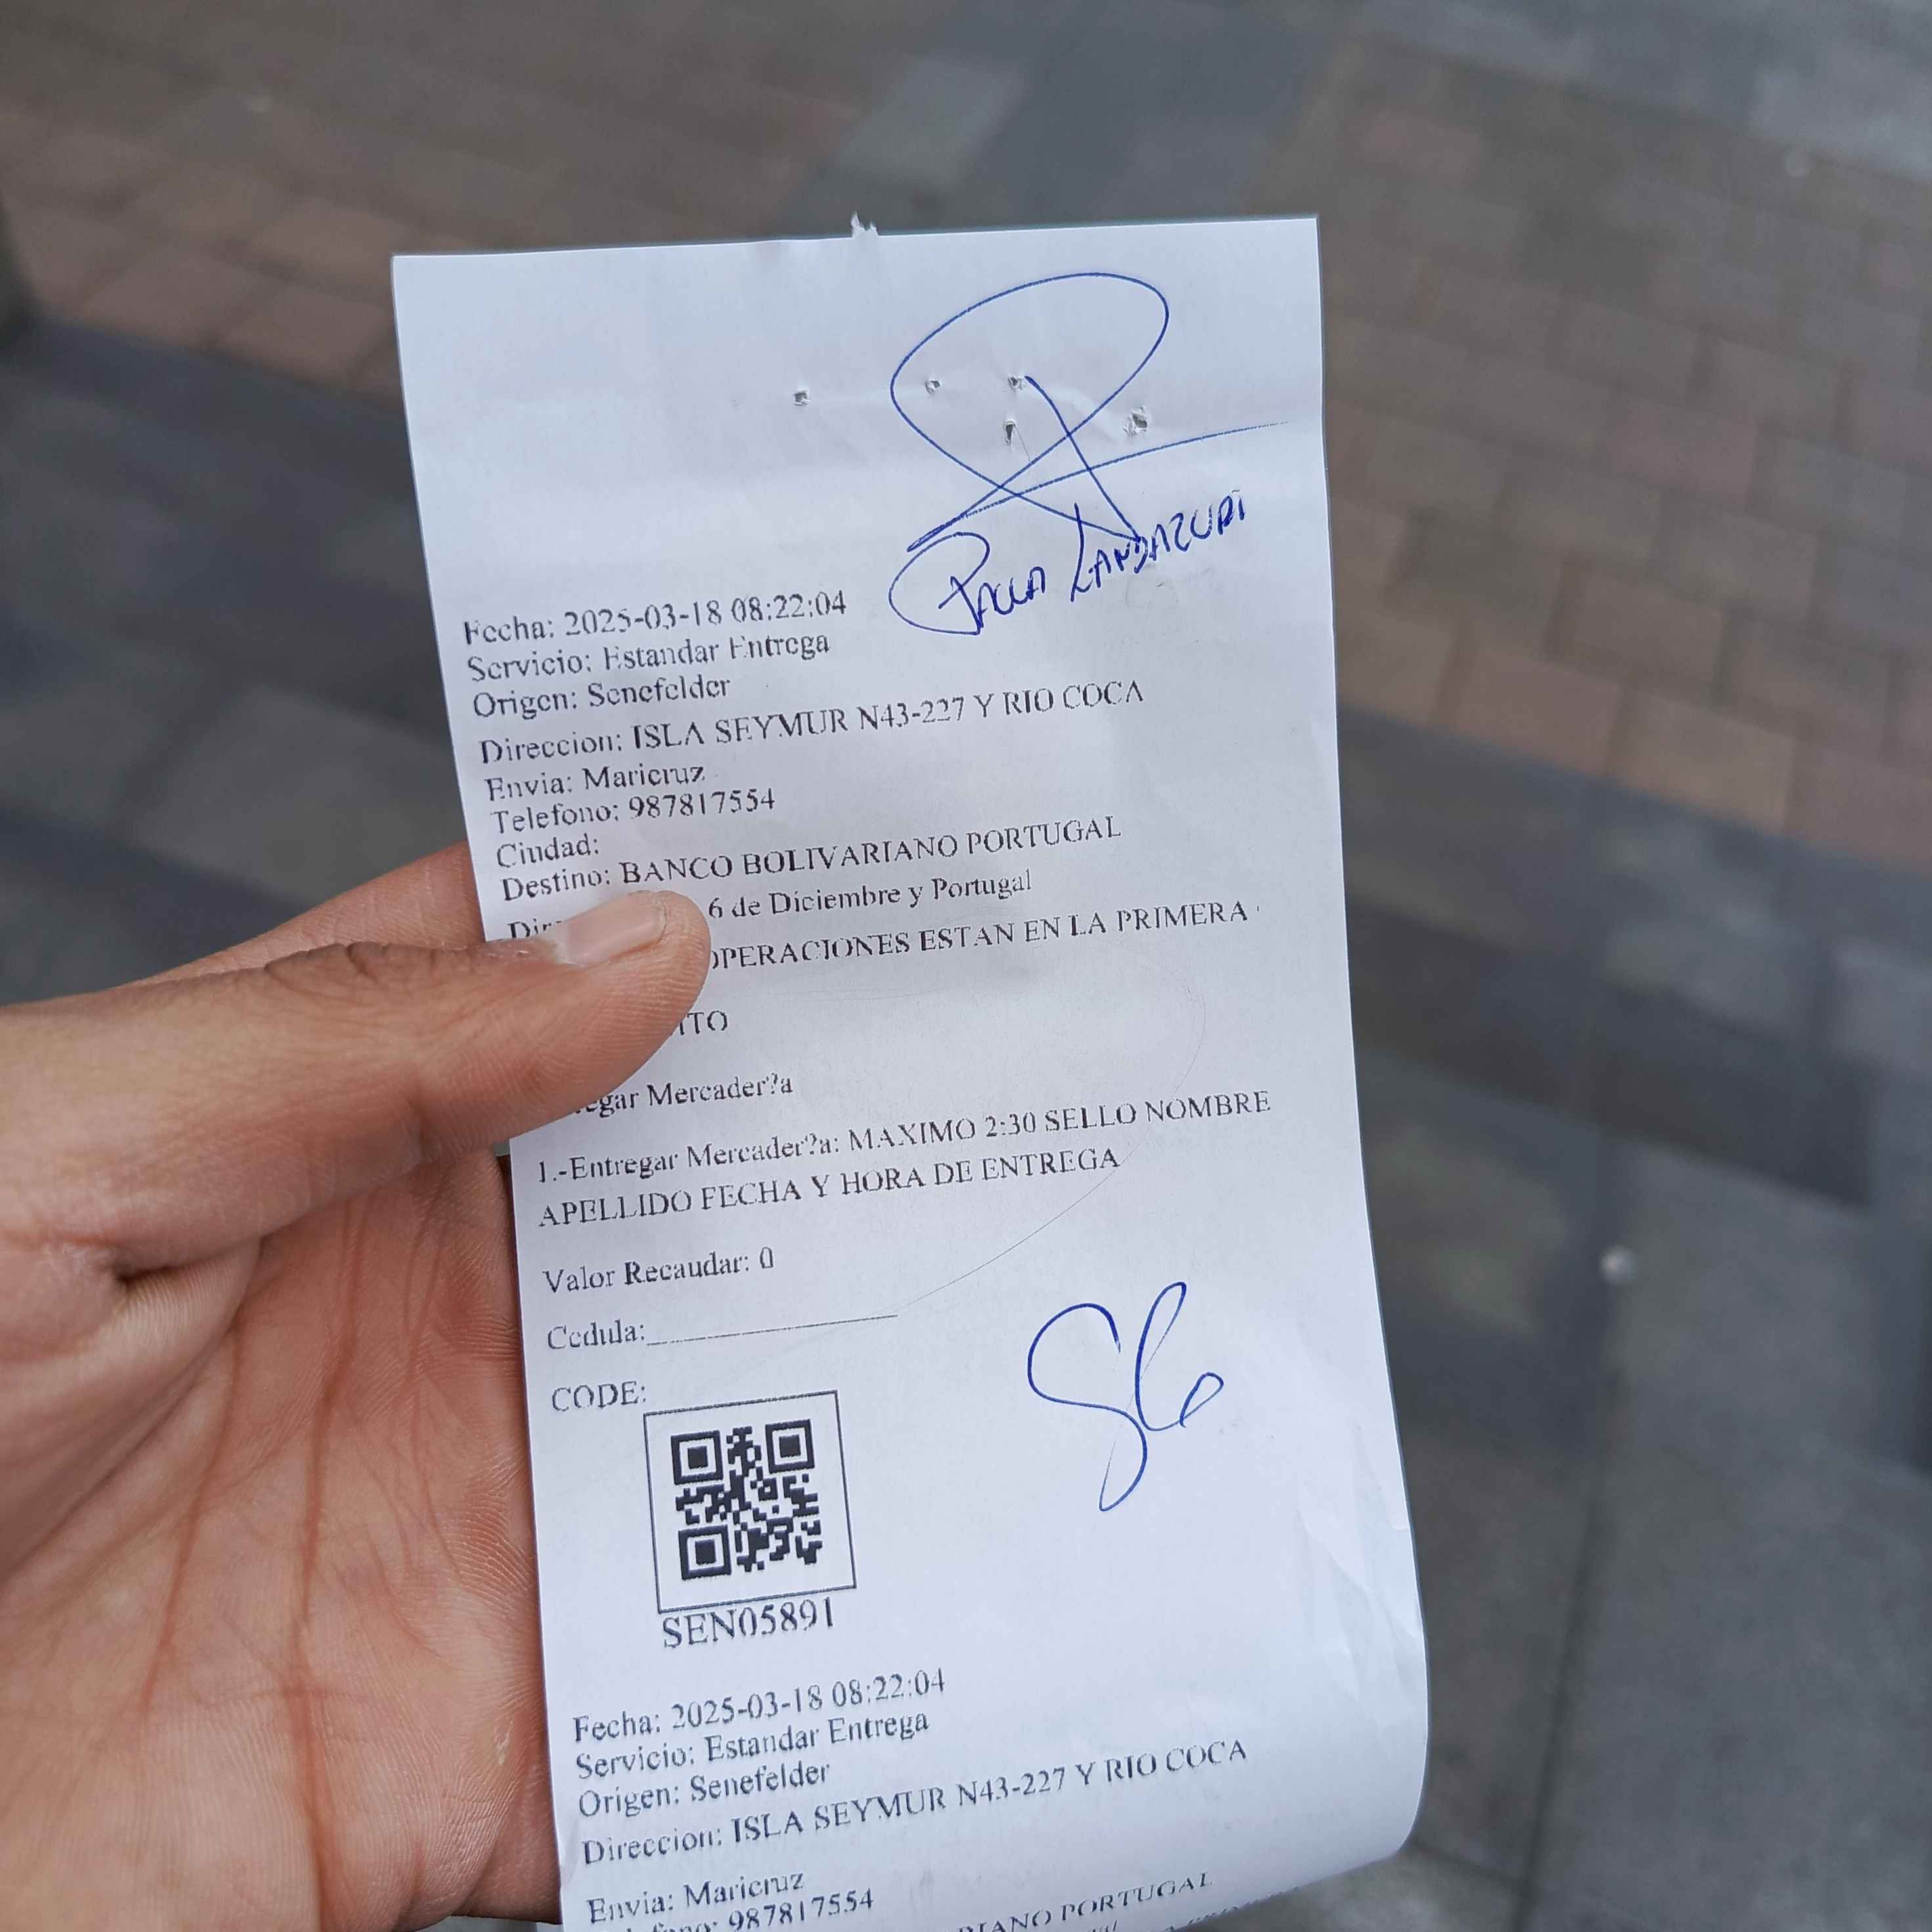 PAULA LANDAZURI
Fecha: 2025-03-18 08:22:04
Servicio: Estandar Entrega
Origen: Senefelder
Direccion: ISLA SEYMUR N43-227 Y RIO COCA
Envia: Maricruz
Telefono: 987817554
Ciudad:
Destino: BANCO BOLIVARIANO PORTUGAL
6 de Diciembre y Portugal
OPERACIONES ESTAN EN LA PRIMERA
Mercader?a
1.-Entregar Mercader?a: MAXIMO 2:30 SELLO NOMBRE
APELLIDO FECHA Y HORA DE ENTREGA
Valor Recaudar: 0
Cedula:
CODE:
SEN05891
Fecha: 2025-03-18 08:22:04
Servicio: Estandar Entrega
Origen: Senefelder
Direccion: ISLA SEYMUR N43-227 Y RIO COCA
Envia: Maricruz
987817554
PORTUGAL